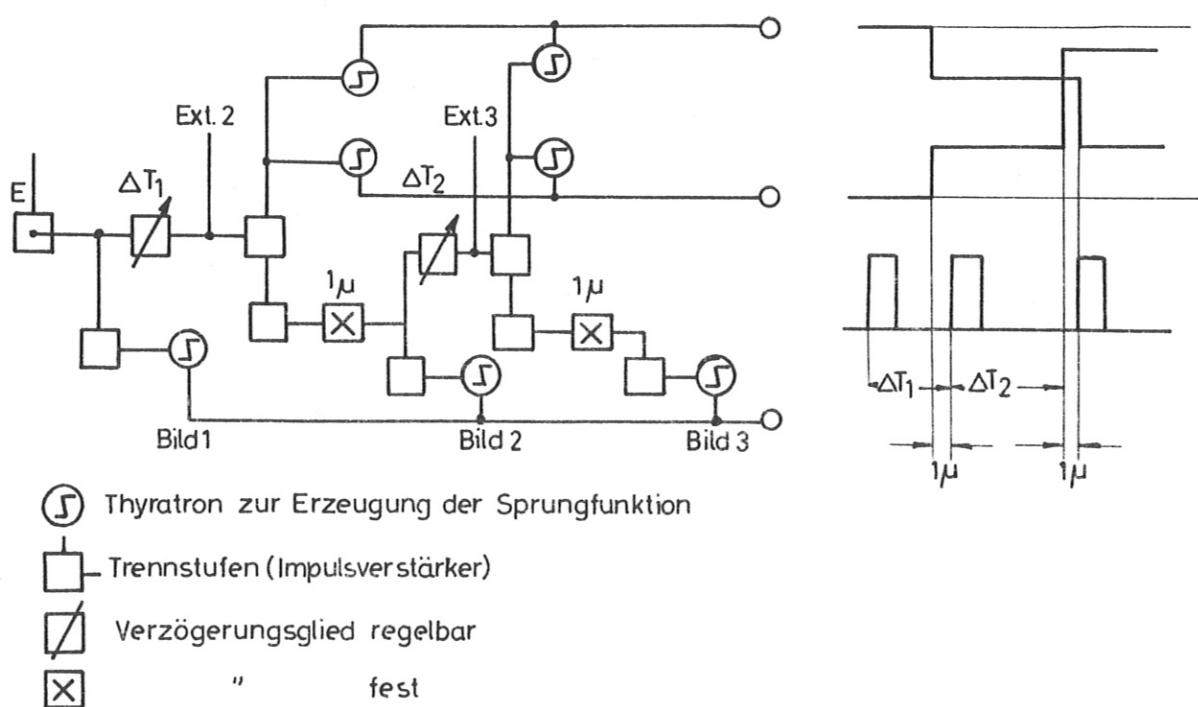 Ext. 2
Ext. 3
E
ΔT₁
ΔT₂
1μ
1μ
Bild 1
Bild 2
Bild 3
ΔT₁
ΔT₂
1μ
1μ
Thyratron zur Erzeugung der Sprungfunktion
Trennstufen (Impulsverstärker)
Verzögerungsglied regelbar
" fest